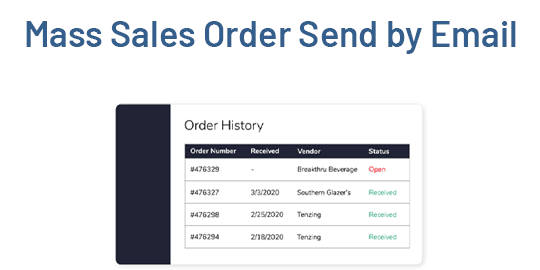 Mass Sales Order Send by Email
Order History
Order Number Received Vendor Status
#476329 - Breakthru Beverage Open
#476327 3/3/2020 Southern Glazer's Received
#476298 2/25/2020 Tenzing Received
#476294 2/18/2020 Tenzing Received